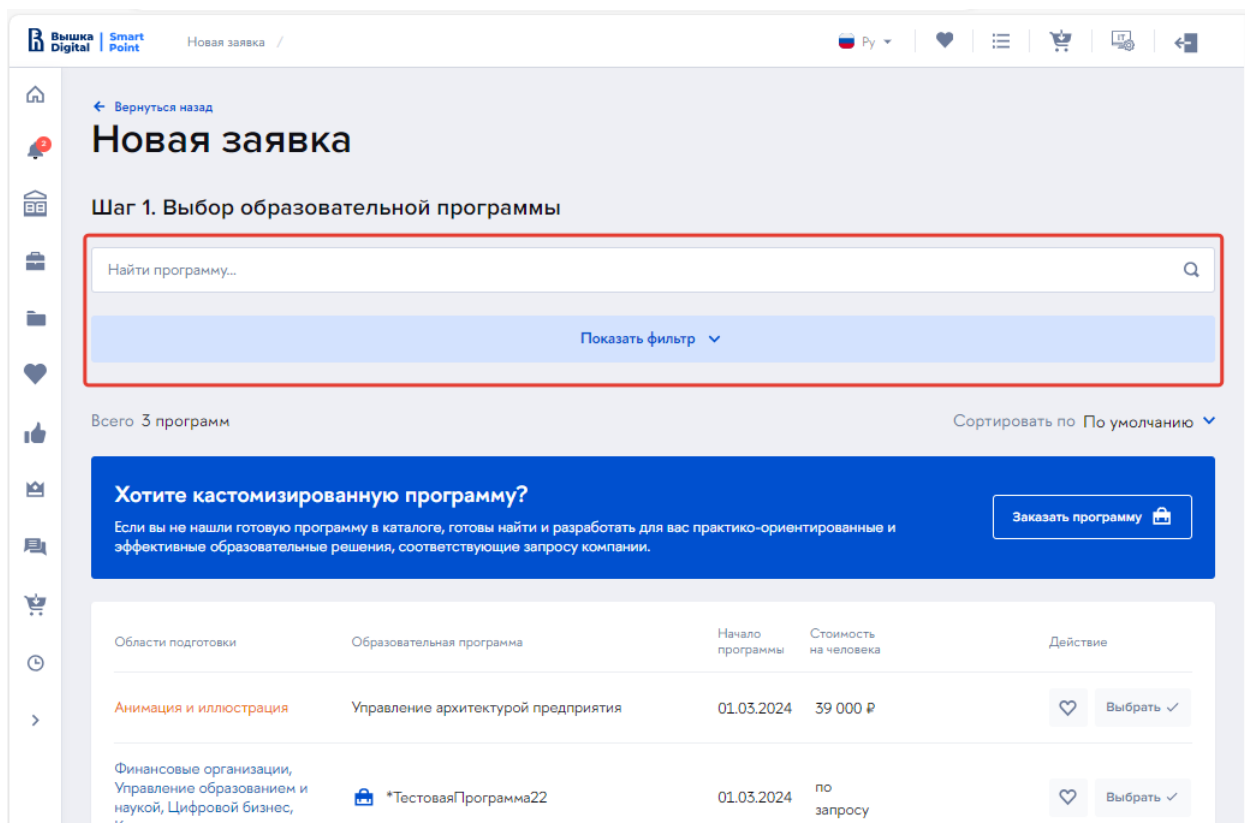 Вышка Digital | Smart Point
Новая заявка /
Ру
IT
2
← Вернуться назад
Новая заявка
Шаг 1. Выбор образовательной программы
Найти программу...
Показать фильтр
Всего 3 программ
Сортировать по По умолчанию
Хотите кастомизированную программу?
Если вы не нашли готовую программу в каталоге, готовы найти и разработать для вас практико-ориентированные и
эффективные образовательные решения, соответствующие запросу компании.
Заказать программу
Области подготовки
Образовательная программа
Начало
программы
Стоимость
на человека
Действие
Анимация и иллюстрация
Управление архитектурой предприятия
01.03.2024
39 000 ₽
Выбрать ✓
Финансовые организации,
Управление образованием и
наукой, Цифровой бизнес,
*ТестоваяПрограмма22
01.03.2024
по
запросу
Выбрать ✓